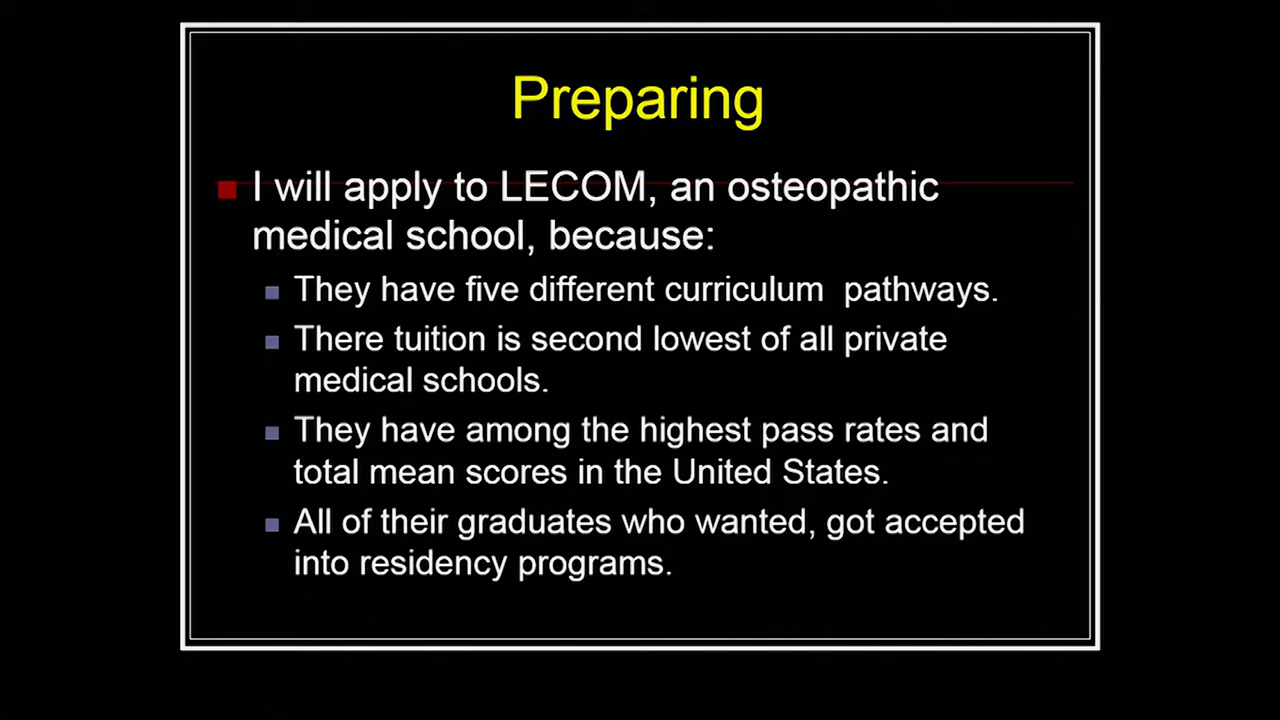 Preparing
I will apply to LECOM, an osteopathic
medical school, because:
They have five different curriculum  pathways.
There tuition is second lowest of all private
medical schools.
They have among the highest pass rates and
total mean scores in the United States.
All of their graduates who wanted, got accepted
into residency programs.